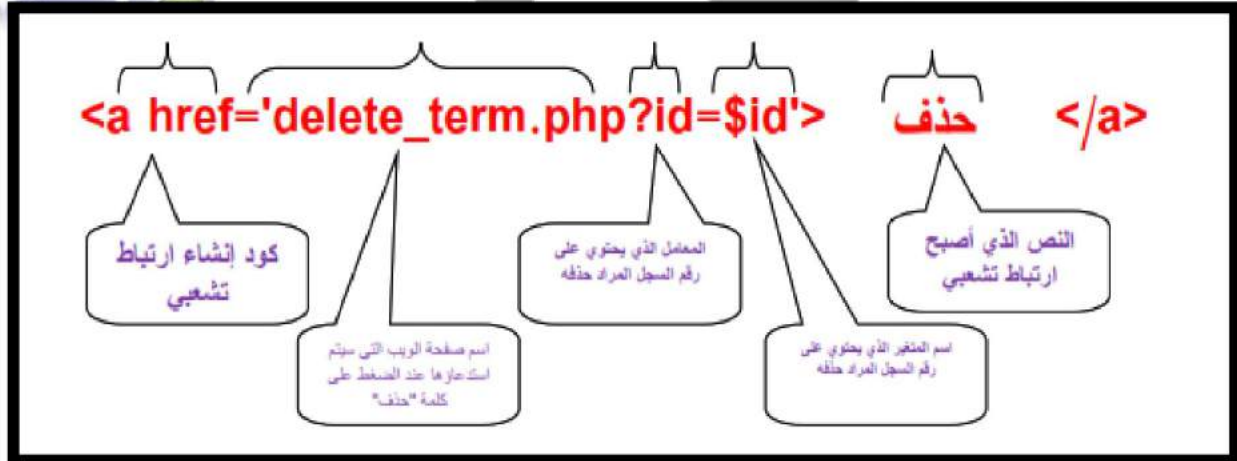 <a href='delete_term.php?id=$id'> حذف </a>
كود إنشاء ارتباط
تشعبي
اسم صفحة الويب التي سيتم
استدعاؤها عند الضغط على
كلمة "حذف"
المعامل الذي يحتوي على
رقم السجل المراد حذفه
اسم المتغير الذي يحتوي على
رقم السجل المراد حذفه
النص الذي أصبح
ارتباط تشعبي